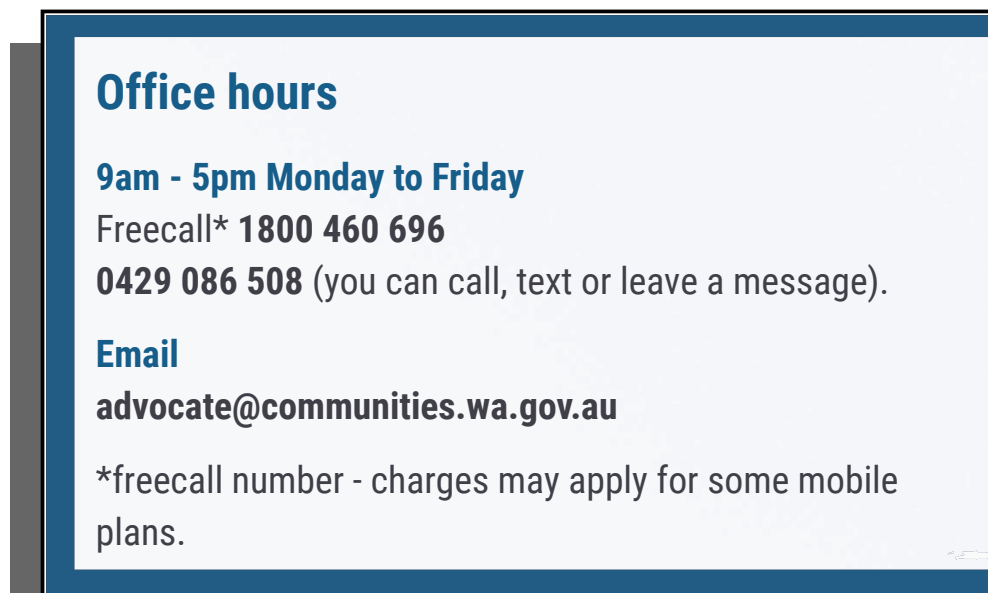 Office hours
9am - 5pm Monday to Friday
Freecall* 1800 460 696
0429 086 508 (you can call, text or leave a message).
Email
advocate@communities.wa.gov.au
*freecall number - charges may apply for some mobile
plans.